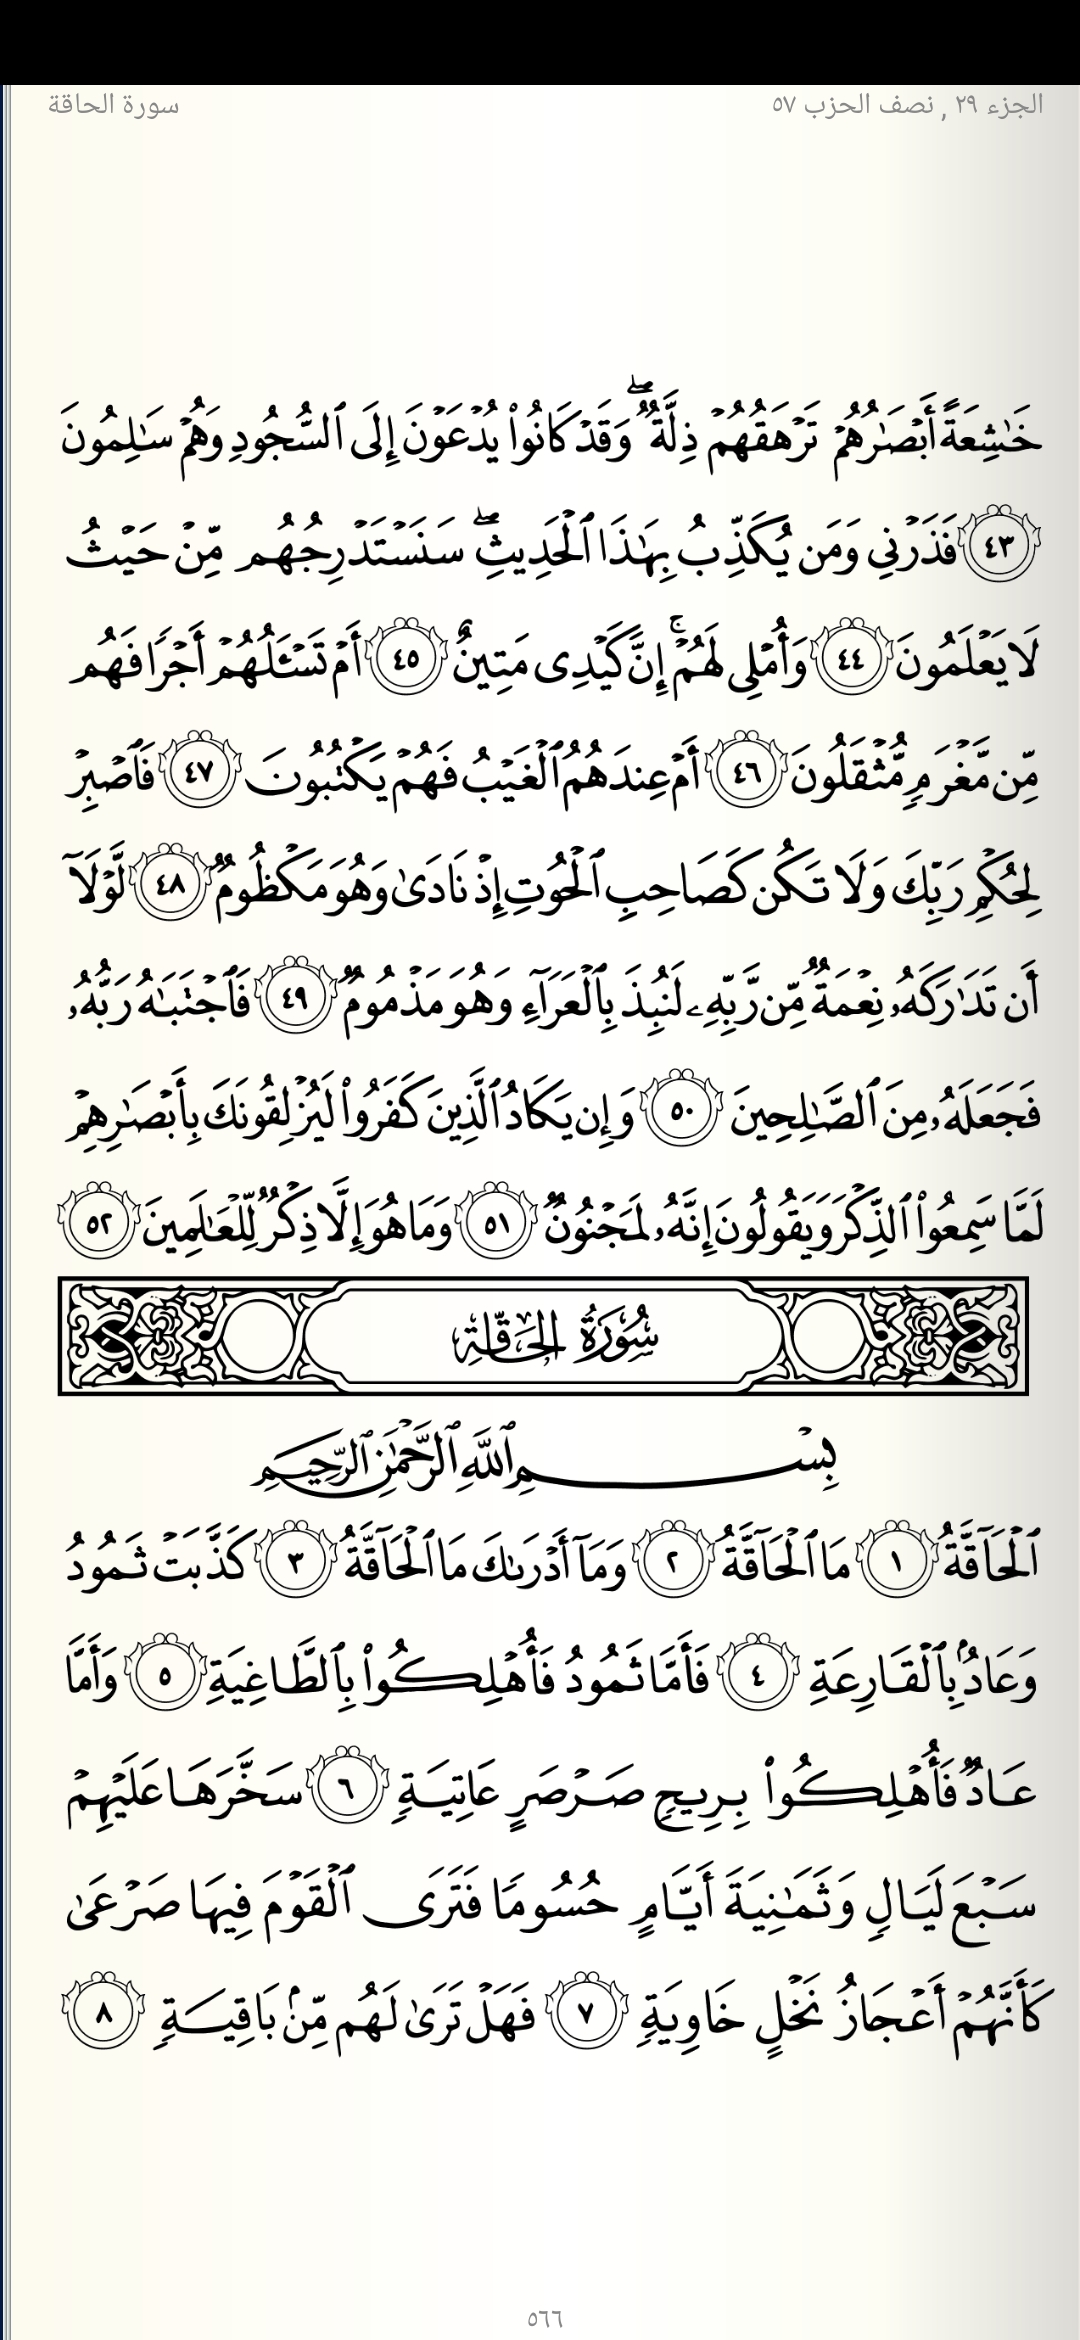 الجزء ٢٩ , نصف الحزب ٥٧
سورة الحاقة
خَٰشِعَةً أَبْصَٰرُهُمْ تَرْهَقُهُمْ ذِلَّةٌ ۖ وَقَدْ كَانُوا۟ يُدْعَوْنَ إِلَى ٱلسُّجُودِ وَهُمْ سَٰلِمُونَ
٤٣ فَذَرْنِي وَمَن يُكَذِّبُ بِهَٰذَا ٱلْحَدِيثِ ۖ سَنَسْتَدْرِجُهُم مِّنْ حَيْثُ
لَا يَعْلَمُونَ ٤٤ وَأُمْلِى لَهُمْ ۚ إِنَّ كَيْدِى مَتِينٌ ٤٥ أَمْ تَسْـَٔلُهُمْ أَجْرًا فَهُم
مِّن مَّغْرَمٍ مُّثْقَلُونَ ٤٦ أَمْ عِندَهُمُ ٱلْغَيْبُ فَهُمْ يَكْتُبُونَ ٤٧ فَٱصْبِرْ
لِحُكْمِ رَبِّكَ وَلَا تَكُن كَصَاحِبِ ٱلْحُوتِ إِذْ نَادَىٰ وَهُوَ مَكْظُومٌ ٤٨ لَّوْلَآ
أَن تَدَٰرَكَهُۥ نِعْمَةٌ مِّن رَّبِّهِۦ لَنُبِذَ بِٱلْعَرَآءِ وَهُوَ مَذْمُومٌ ٤٩ فَٱجْتَبَٰهُ رَبُّهُۥ
فَجَعَلَهُۥ مِنَ ٱلصَّٰلِحِينَ ٥٠ وَإِن يَكَادُ ٱلَّذِينَ كَفَرُوا۟ لَيُزْلِقُونَكَ بِأَبْصَٰرِهِمْ
لَمَّا سَمِعُوا۟ ٱلذِّكْرَ وَيَقُولُونَ إِنَّهُۥ لَمَجْنُونٌ ٥١ وَمَا هُوَ إِلَّا ذِكْرٌ لِّلْعَٰلَمِينَ ٥٢
سُورَةُ الحَاقَّةِ
بِسْمِ ٱللَّهِ ٱلرَّحْمَٰنِ ٱلرَّحِيمِ
ٱلْحَآقَّةُ ١ مَا ٱلْحَآقَّةُ ٢ وَمَآ أَدْرَىٰكَ مَا ٱلْحَآقَّةُ ٣ كَذَّبَتْ ثَمُودُ
وَعَادٌۢ بِٱلْقَارِعَةِ ٤ فَأَمَّا ثَمُودُ فَأُهْلِكُوا۟ بِٱلطَّاغِيَةِ ٥ وَأَمَّا
عَادٌ فَأُهْلِكُوا۟ بِرِيحٍ صَرْصَرٍ عَاتِيَةٍ ٦ سَخَّرَهَا عَلَيْهِمْ
سَبْعَ لَيَالٍ وَثَمَٰنِيَةَ أَيَّامٍ حُسُومًا فَتَرَى ٱلْقَوْمَ فِيهَا صَرْعَىٰ
كَأَنَّهُمْ أَعْجَازُ نَخْلٍ خَاوِيَةٍ ٧ فَهَلْ تَرَىٰ لَهُم مِّنۢ بَاقِيَةٍ ٨
٥٦٦